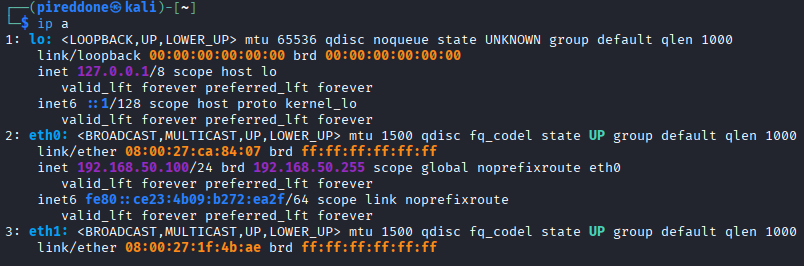 ┌──(pireddone㉿kali)-[~]
└─$ ip a
1: lo: <LOOPBACK,UP,LOWER_UP> mtu 65536 qdisc noqueue state UNKNOWN group default qlen 1000
    link/loopback 00:00:00:00:00:00 brd 00:00:00:00:00:00
    inet 127.0.0.1/8 scope host lo
       valid_lft forever preferred_lft forever
    inet6 ::1/128 scope host proto kernel_lo
       valid_lft forever preferred_lft forever
2: eth0: <BROADCAST,MULTICAST,UP,LOWER_UP> mtu 1500 qdisc fq_codel state UP group default qlen 1000
    link/ether 08:00:27:ca:84:07 brd ff:ff:ff:ff:ff:ff
    inet 192.168.50.100/24 brd 192.168.50.255 scope global noprefixroute eth0
       valid_lft forever preferred_lft forever
    inet6 fe80::ce23:4b09:b272:ea2f/64 scope link noprefixroute
       valid_lft forever preferred_lft forever
3: eth1: <BROADCAST,MULTICAST,UP,LOWER_UP> mtu 1500 qdisc fq_codel state UP group default qlen 1000
    link/ether 08:00:27:1f:4b:ae brd ff:ff:ff:ff:ff:ff